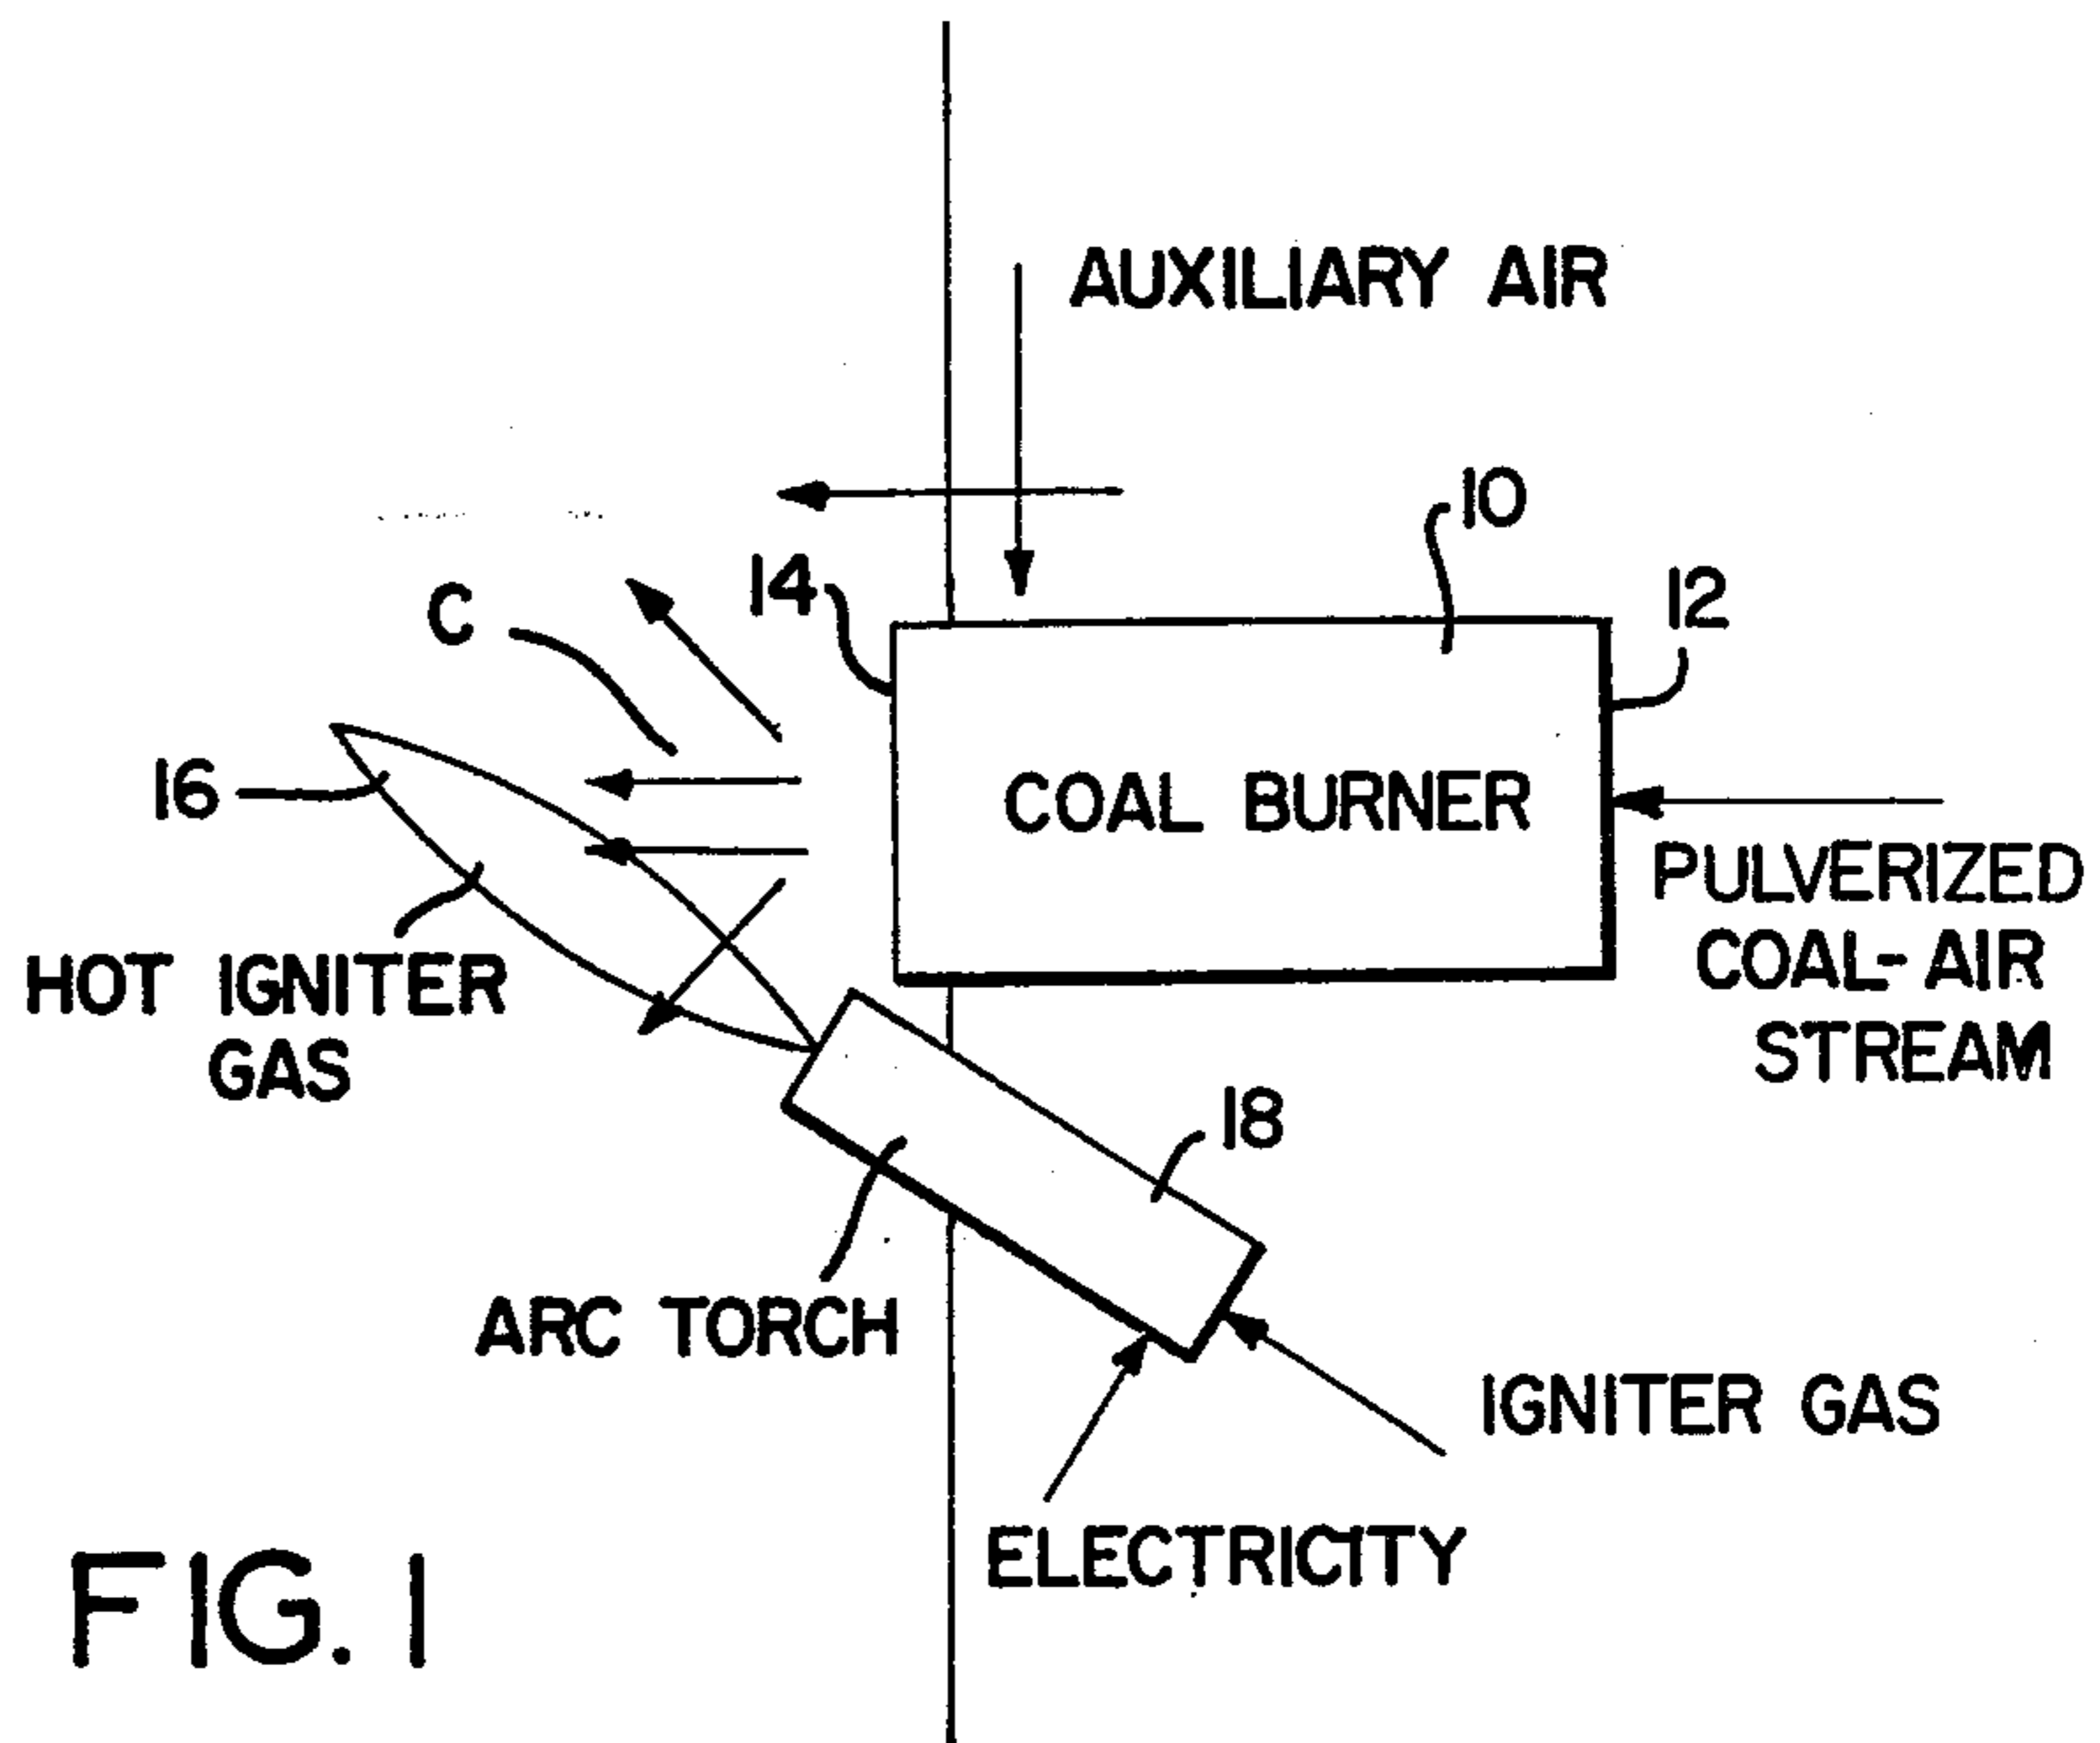 AUXILIARY AIR
10
14
12
C
16
COAL BURNER
PULVERIZED
COAL-AIR
STREAM
HOT IGNITER
GAS
18
ARC TORCH
IGNITER GAS
ELECTRICITY
FIG. 1